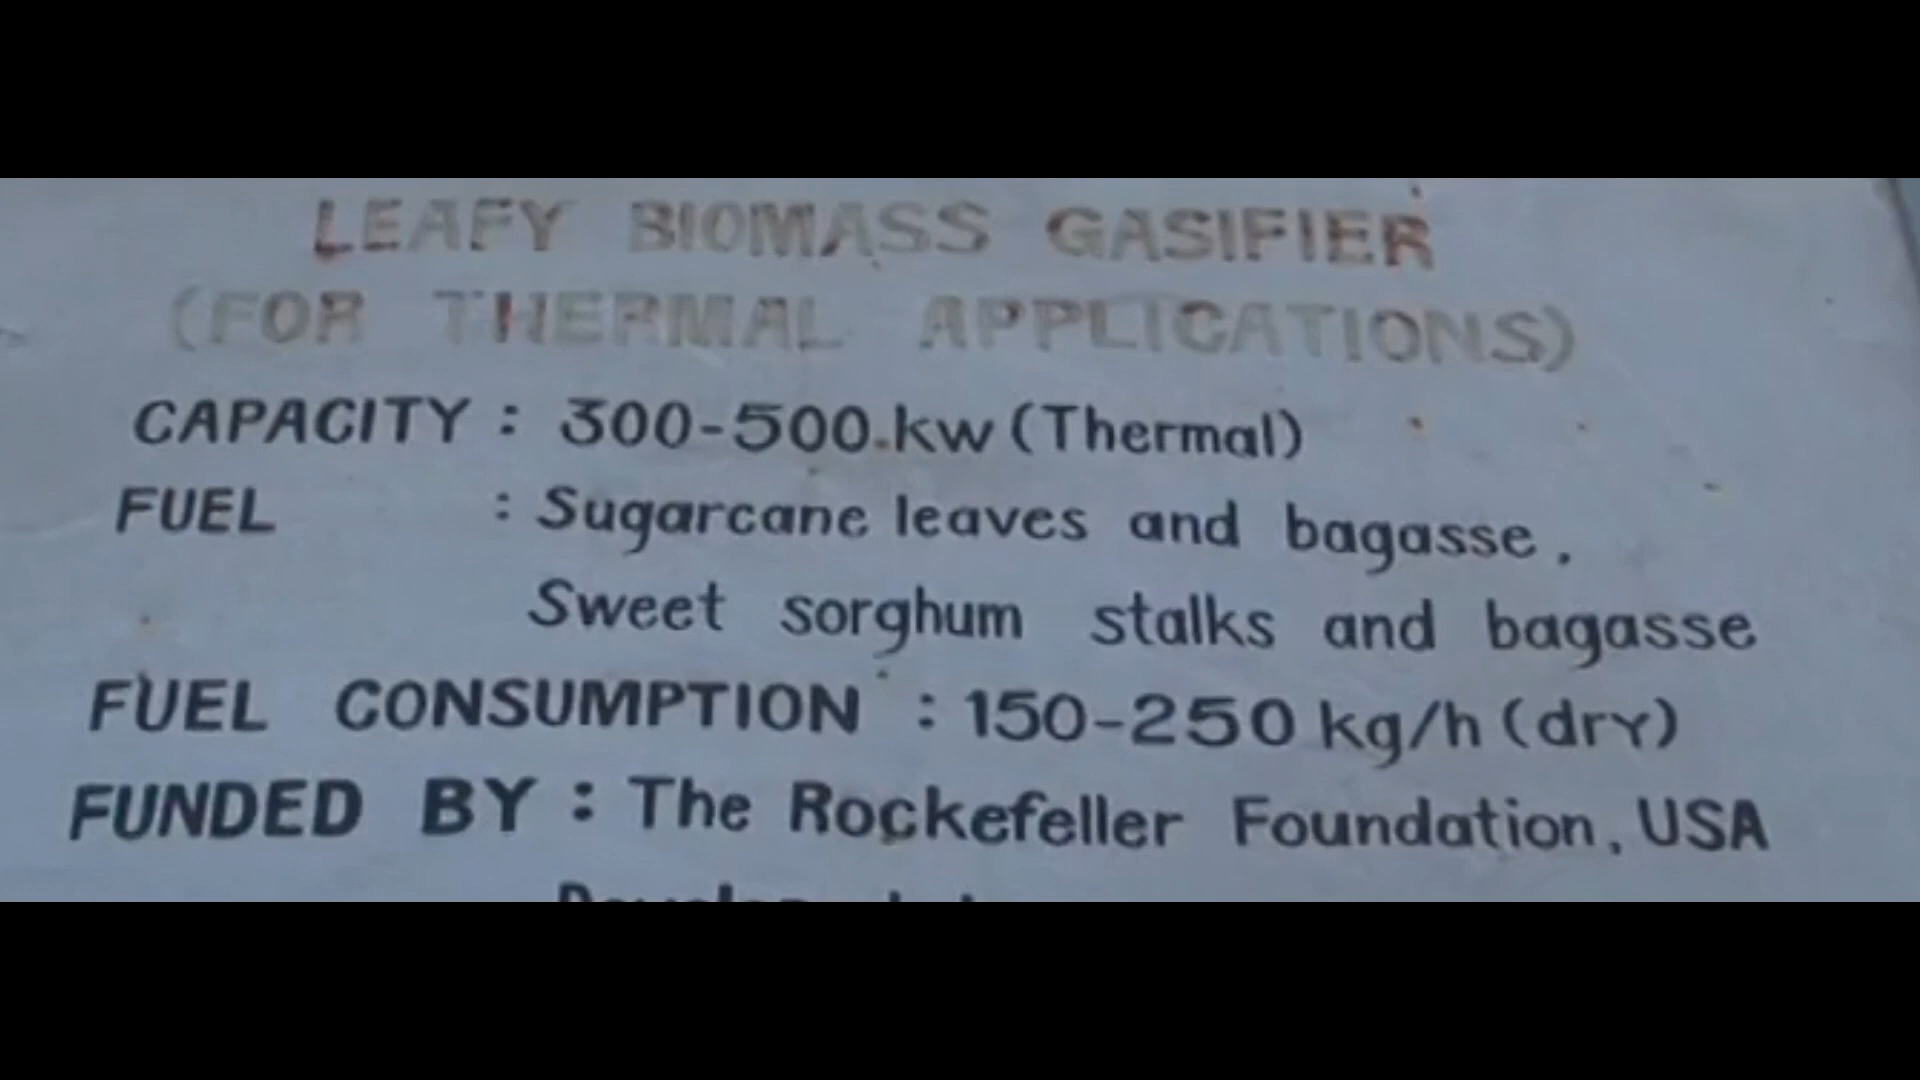 LEAFY BIOMASS GASIFIER
(FOR THERMAL APPLICATIONS)
CAPACITY : 300-500.kw (Thermal)
FUEL : Sugarcane leaves and bagasse,
Sweet sorghum stalks and bagasse
FUEL CONSUMPTION : 150-250 kg/h (dry)
FUNDED BY : The Rockefeller Foundation, USA